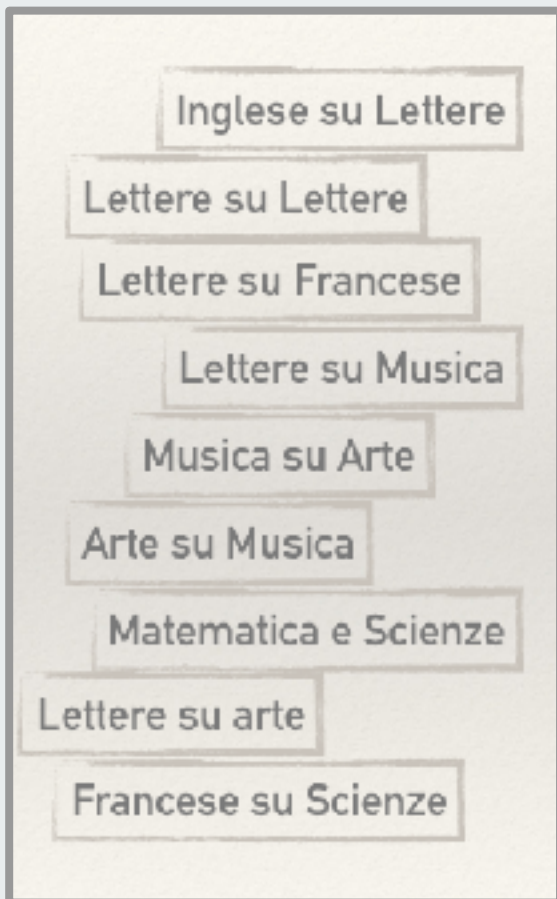 Inglese su Lettere
Lettere su Lettere
Lettere su Francese
Lettere su Musica
Musica su Arte
Arte su Musica
Matematica e Scienze
Lettere su arte
Francese su Scienze